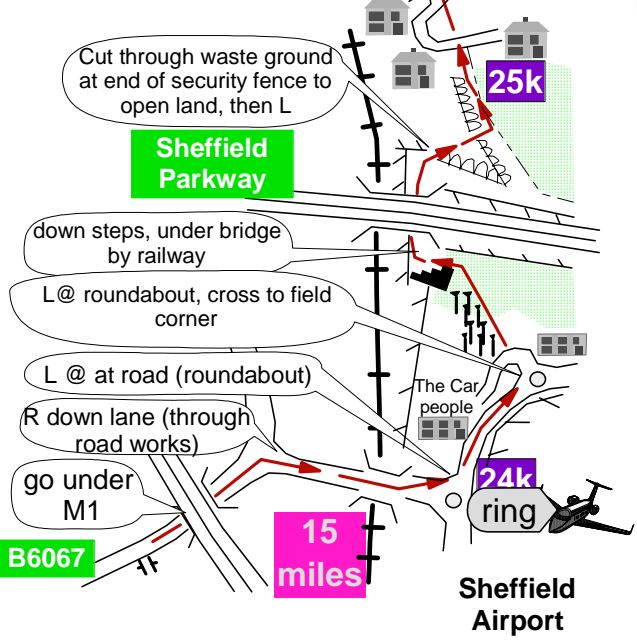 Cut through waste ground
at end of security fence to
open land, then L
25k
Sheffield
Parkway
down steps, under bridge
by railway
L@ roundabout, cross to field
corner
L @ at road (roundabout)
The Car
people
R down lane (through
road works)
go under
M1
24k
ring
15
miles
B6067
Sheffield
Airport